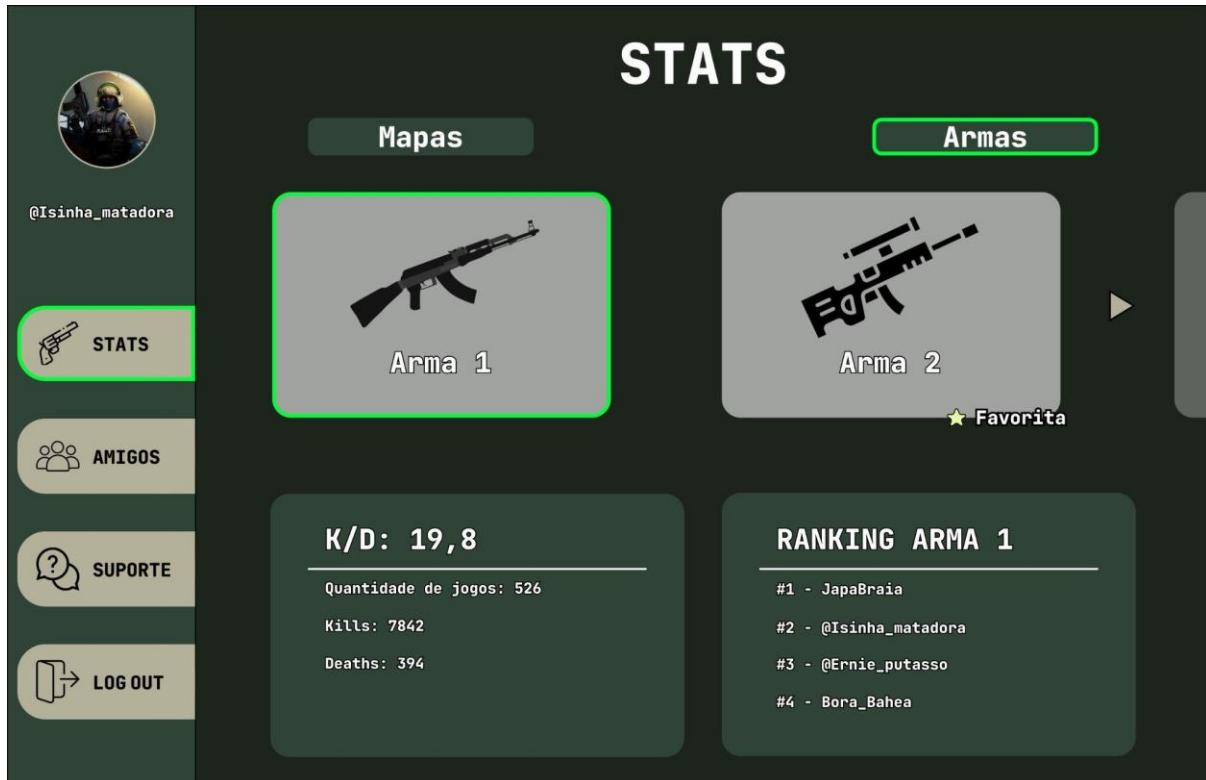 STATS
Mapas
Armas
@Isinha_matadora
Arma 1
Arma 2
Favorita
STATS
AMIGOS
SUPORTE
LOG OUT
K/D: 19,8
Quantidade de jogos: 526
Kills: 7842
Deaths: 394
RANKING ARMA 1
#1 - JapaBraia
#2 - @Isinha_matadora
#3 - @Ernie_putasso
#4 - Bora_Bahea